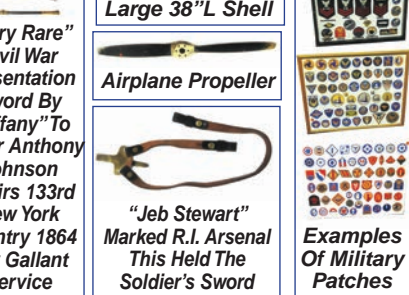 ry Rare”
ivil War
sentation
word By
ffany” To
r Anthony
ohnson
irs 133rd
ew York
ntry 1864
Gallant
ervice
Large 38”L Shell
Airplane Propeller
“Jeb Stewart”
Marked R.I. Arsenal
This Held The
Soldier’s Sword
Examples
Of Military
Patches